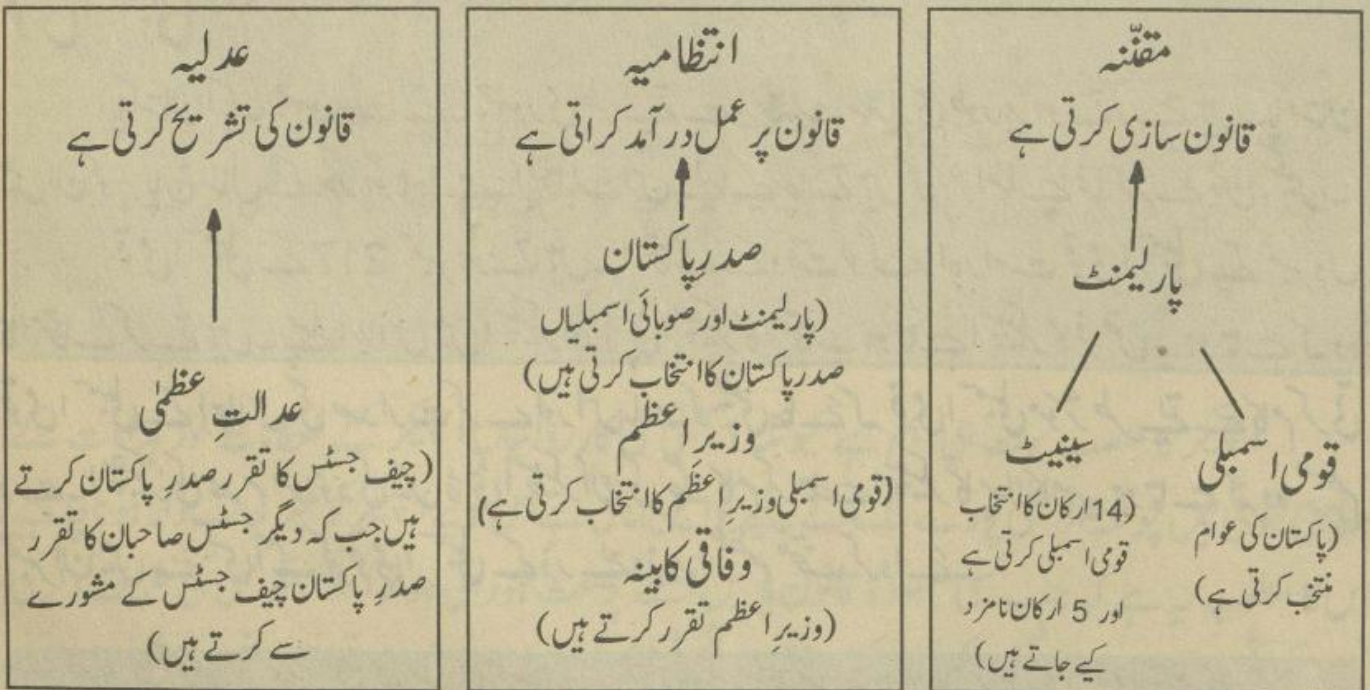 مقنّنہ
قانون سازی کرتی ہے
پارلیمنٹ
قومی اسمبلی
(پاکستان کی عوام
منتخب کرتی ہے)
سینیٹ
(14 ارکان کا انتخاب
قومی اسمبلی کرتی ہے
اور 5 ارکان نامزد
کیے جاتے ہیں)
انتظامیہ
قانون پر عمل در آمد کراتی ہے
صدرِ پاکستان
(پارلیمنٹ اور صوبائی اسمبلیاں
صدر پاکستان کا انتخاب کرتی ہیں)
وزیرِ اعظم
(قومی اسمبلی وزیرِ اعظم کا انتخاب کرتی ہے)
وفاقی کابینہ
(وزیرِ اعظم تقرر کرتے ہیں)
عدلیہ
قانون کی تشریح کرتی ہے
عدالتِ عظمیٰ
(چیف جسٹس کا تقرر صدرِ پاکستان کرتے
ہیں جب کہ دیگر جسٹس صاحبان کا تقرر
صدرِ پاکستان چیف جسٹس کے مشورے
سے کرتے ہیں)